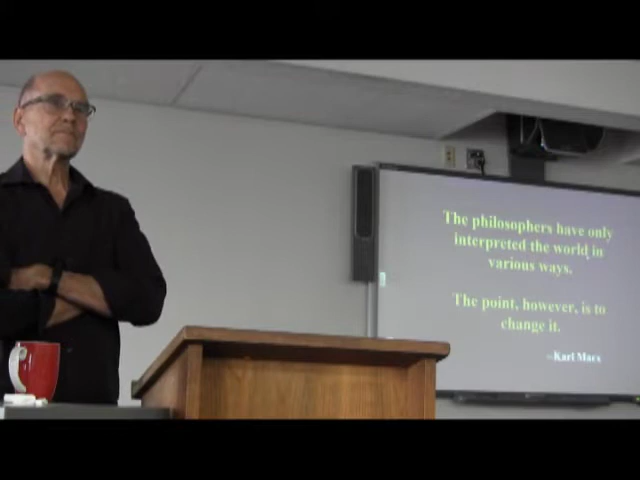 The philosophers have only
interpreted the world in
various ways.
The point, however, is to
change it.
--Karl Marx